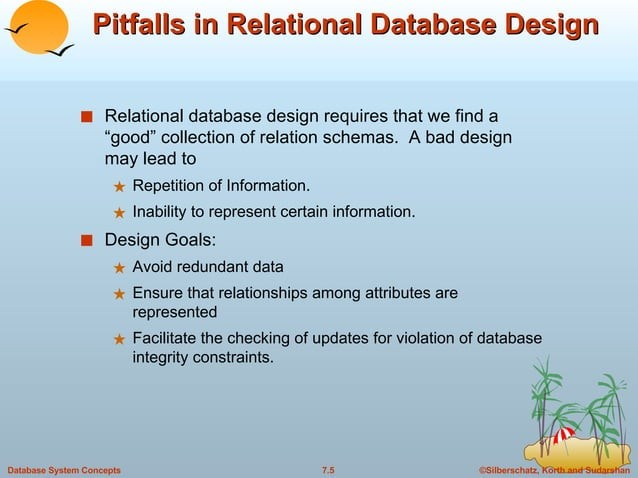 Pitfalls in Relational Database Design
Relational database design requires that we find a
“good” collection of relation schemas.  A bad design
may lead to
Repetition of Information.
Inability to represent certain information.
Design Goals:
Avoid redundant data
Ensure that relationships among attributes are
represented
Facilitate the checking of updates for violation of database
integrity constraints.
Database System Concepts
7.5
©Silberschatz, Korth and Sudarshan